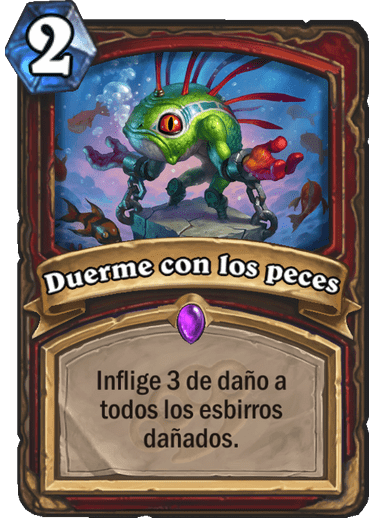 2
Duerme con los peces
Inflige 3 de daño a
todos los esbirros
dañados.